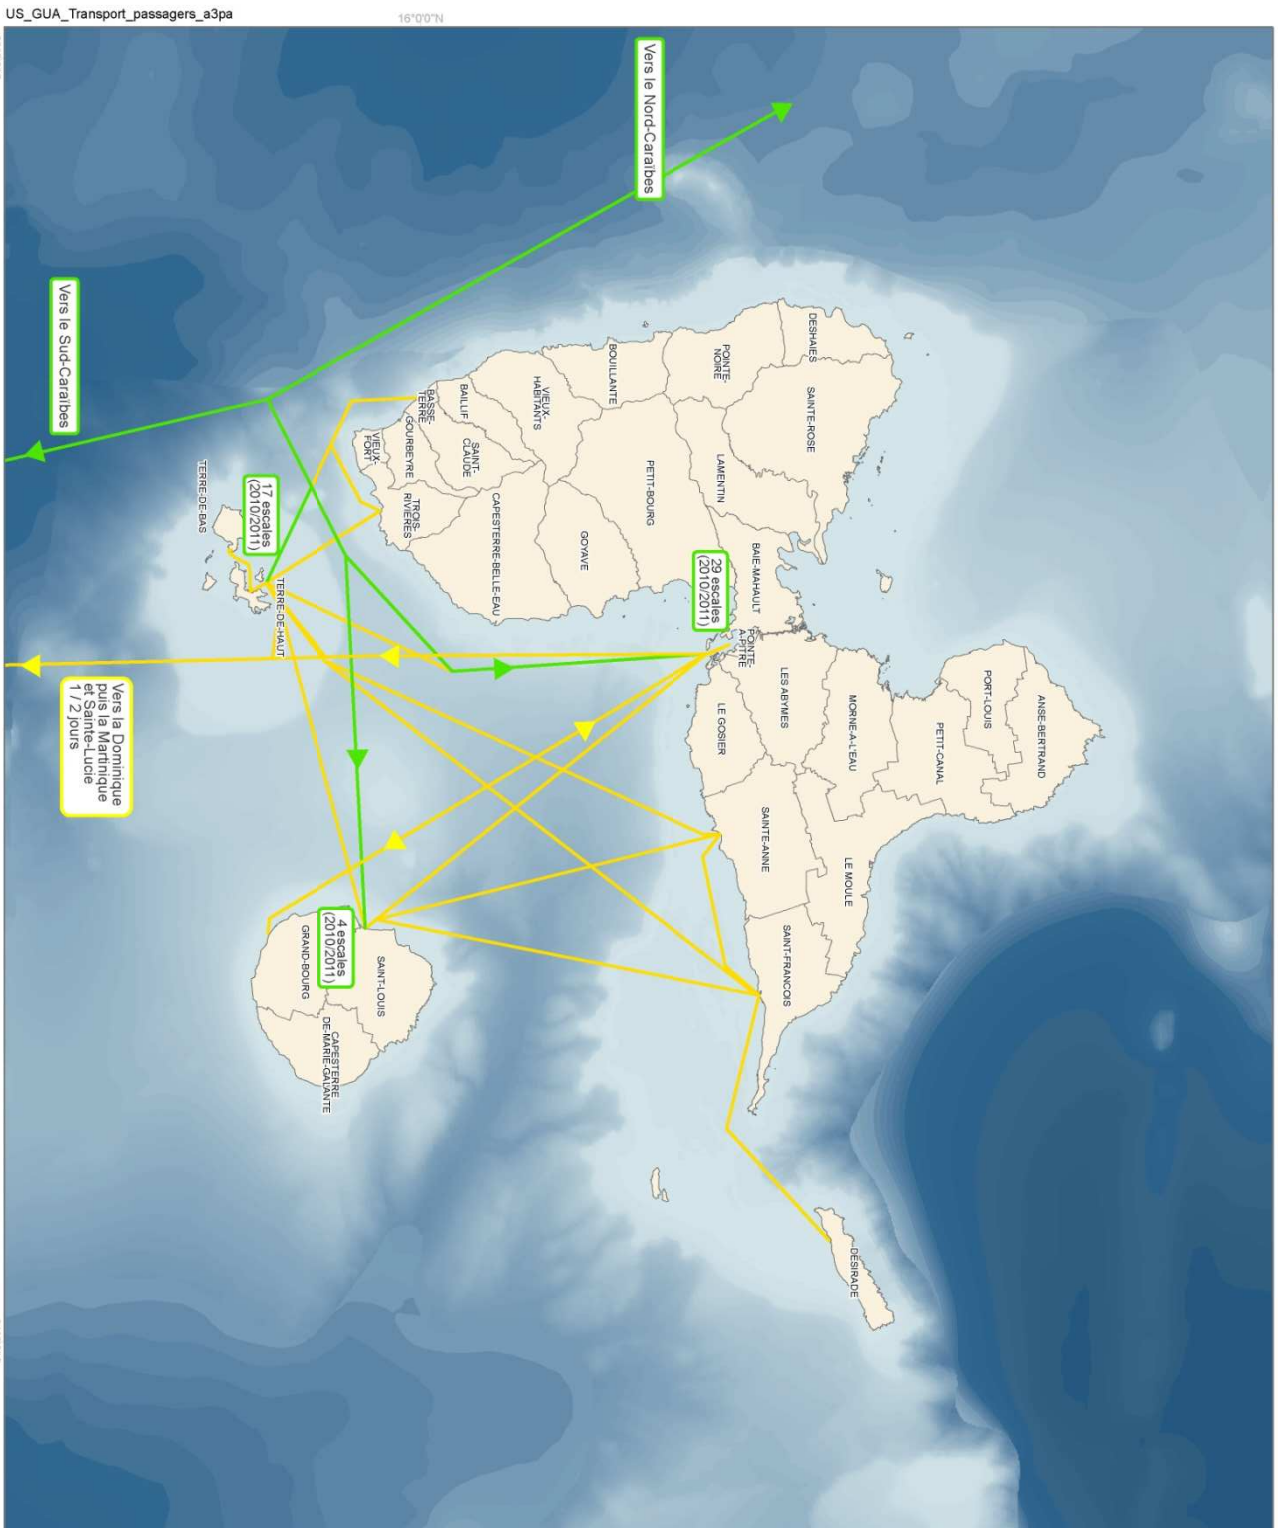 US_GUA_Transport_passagers_a3pa
16°0'0"N
Vers le Nord-Caraïbes
Vers le Sud-Caraïbes
ANSE-BERTRAND
PORT-LOUIS
PETIT-CANAL
MORNE-A-L'EAU
LE MOULE
LES ABYMES
POINTE-
A-PITRE
LE GOSIER
SAINTE-ANNE
SAINT-FRANCOIS
DESIRADE
DESHAIES
SAINTE-ROSE
POINTE-
NOIRE
LAMENTIN
BAIE-MAHAULT
29 escales
(2010/2011)
BOUILLANTE
PETIT-BOURG
VIEUX-
HABITANTS
GOYAVE
BAILLIF
SAINT-
CLAUDE
CAPESTERRE-BELLE-EAU
BASSE-
TERRE
GOURBEYRE
VIEUX-
FORT
TROIS-
RIVIERES
17 escales
(2010/2011)
TERRE-DE-BAS
TERRE-DE-HAUT
SAINT-LOUIS
4 escales
(2010/2011)
GRAND-BOURG
CAPESTERRE
DE-MARIE-GALANTE
Vers la Dominique
puis la Martinique
et Sainte-Lucie
1 / 2 jours